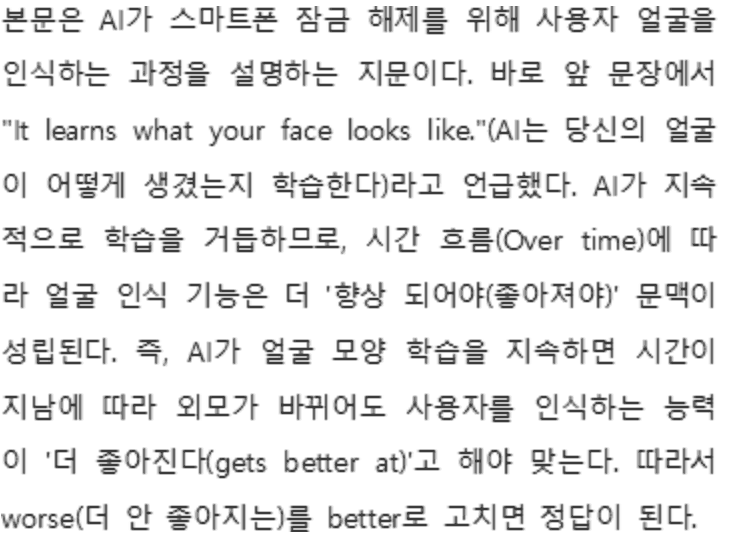 본문은 AI가 스마트폰 잠금 해제를 위해 사용자 얼굴을
인식하는 과정을 설명하는 지문이다. 바로 앞 문장에서
"It learns what your face looks like."(AI는 당신의 얼굴
이 어떻게 생겼는지 학습한다)라고 언급했다. AI가 지속
적으로 학습을 거듭하므로, 시간 흐름(Over time)에 따
라 얼굴 인식 기능은 더 '향상 되어야(좋아져야)' 문맥이
성립된다. 즉, AI가 얼굴 모양 학습을 지속하면 시간이
지남에 따라 외모가 바뀌어도 사용자를 인식하는 능력
이 '더 좋아진다(gets better at)'고 해야 맞는다. 따라서
worse(더 안 좋아지는)를 better로 고치면 정답이 된다.